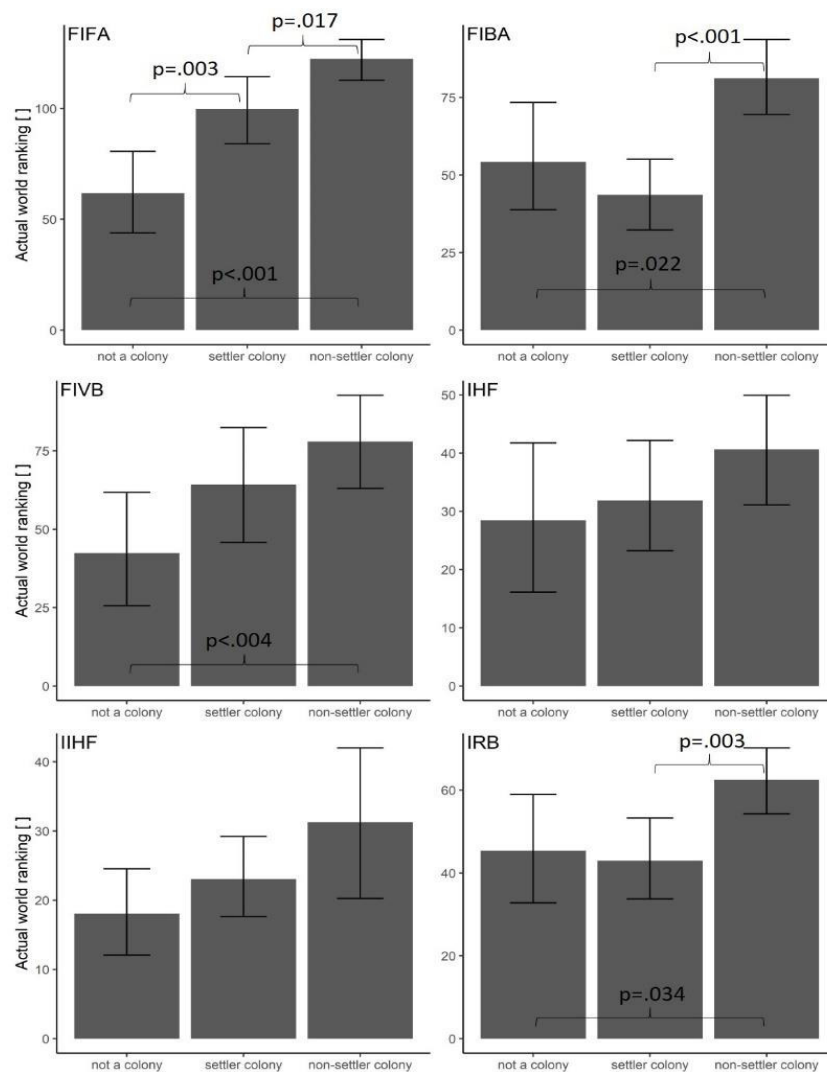 FIFA
p=.017
p=.003
p<.001
Actual world ranking [ ]
100
50
0
not a colony settler colony non-settler colony
FIBA
p<.001
p=.022
75
50
25
0
not a colony settler colony non-settler colony
FIVB
p<.004
Actual world ranking [ ]
75
50
25
0
not a colony settler colony non-settler colony
IHF
50
40
30
20
10
0
not a colony settler colony non-settler colony
IIHF
Actual world ranking [ ]
40
30
20
10
0
not a colony settler colony non-settler colony
IRB
p=.003
p=.034
60
40
20
0
not a colony settler colony non-settler colony